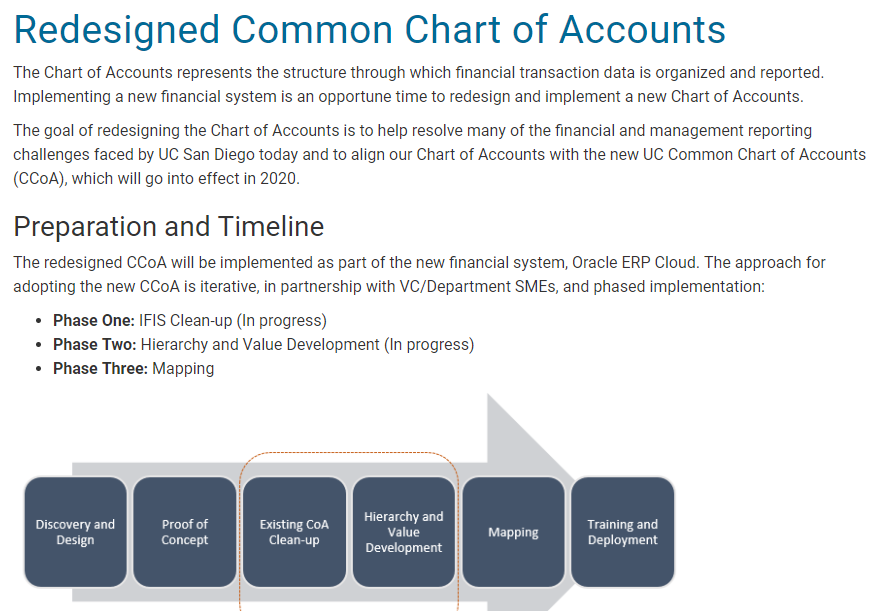 Redesigned Common Chart of Accounts
The Chart of Accounts represents the structure through which financial transaction data is organized and reported.
Implementing a new financial system is an opportune time to redesign and implement a new Chart of Accounts.
The goal of redesigning the Chart of Accounts is to help resolve many of the financial and management reporting
challenges faced by UC San Diego today and to align our Chart of Accounts with the new UC Common Chart of Accounts
(CCoA), which will go into effect in 2020.
Preparation and Timeline
The redesigned CCoA will be implemented as part of the new financial system, Oracle ERP Cloud. The approach for
adopting the new CCoA is iterative, in partnership with VC/Department SMEs, and phased implementation:
• Phase One: IFIS Clean-up (In progress)
• Phase Two: Hierarchy and Value Development (In progress)
• Phase Three: Mapping
Discovery and
Design
Proof of
Concept
Existing CoA
Clean-up
Hierarchy and
Value
Development
Mapping
Training and
Deployment